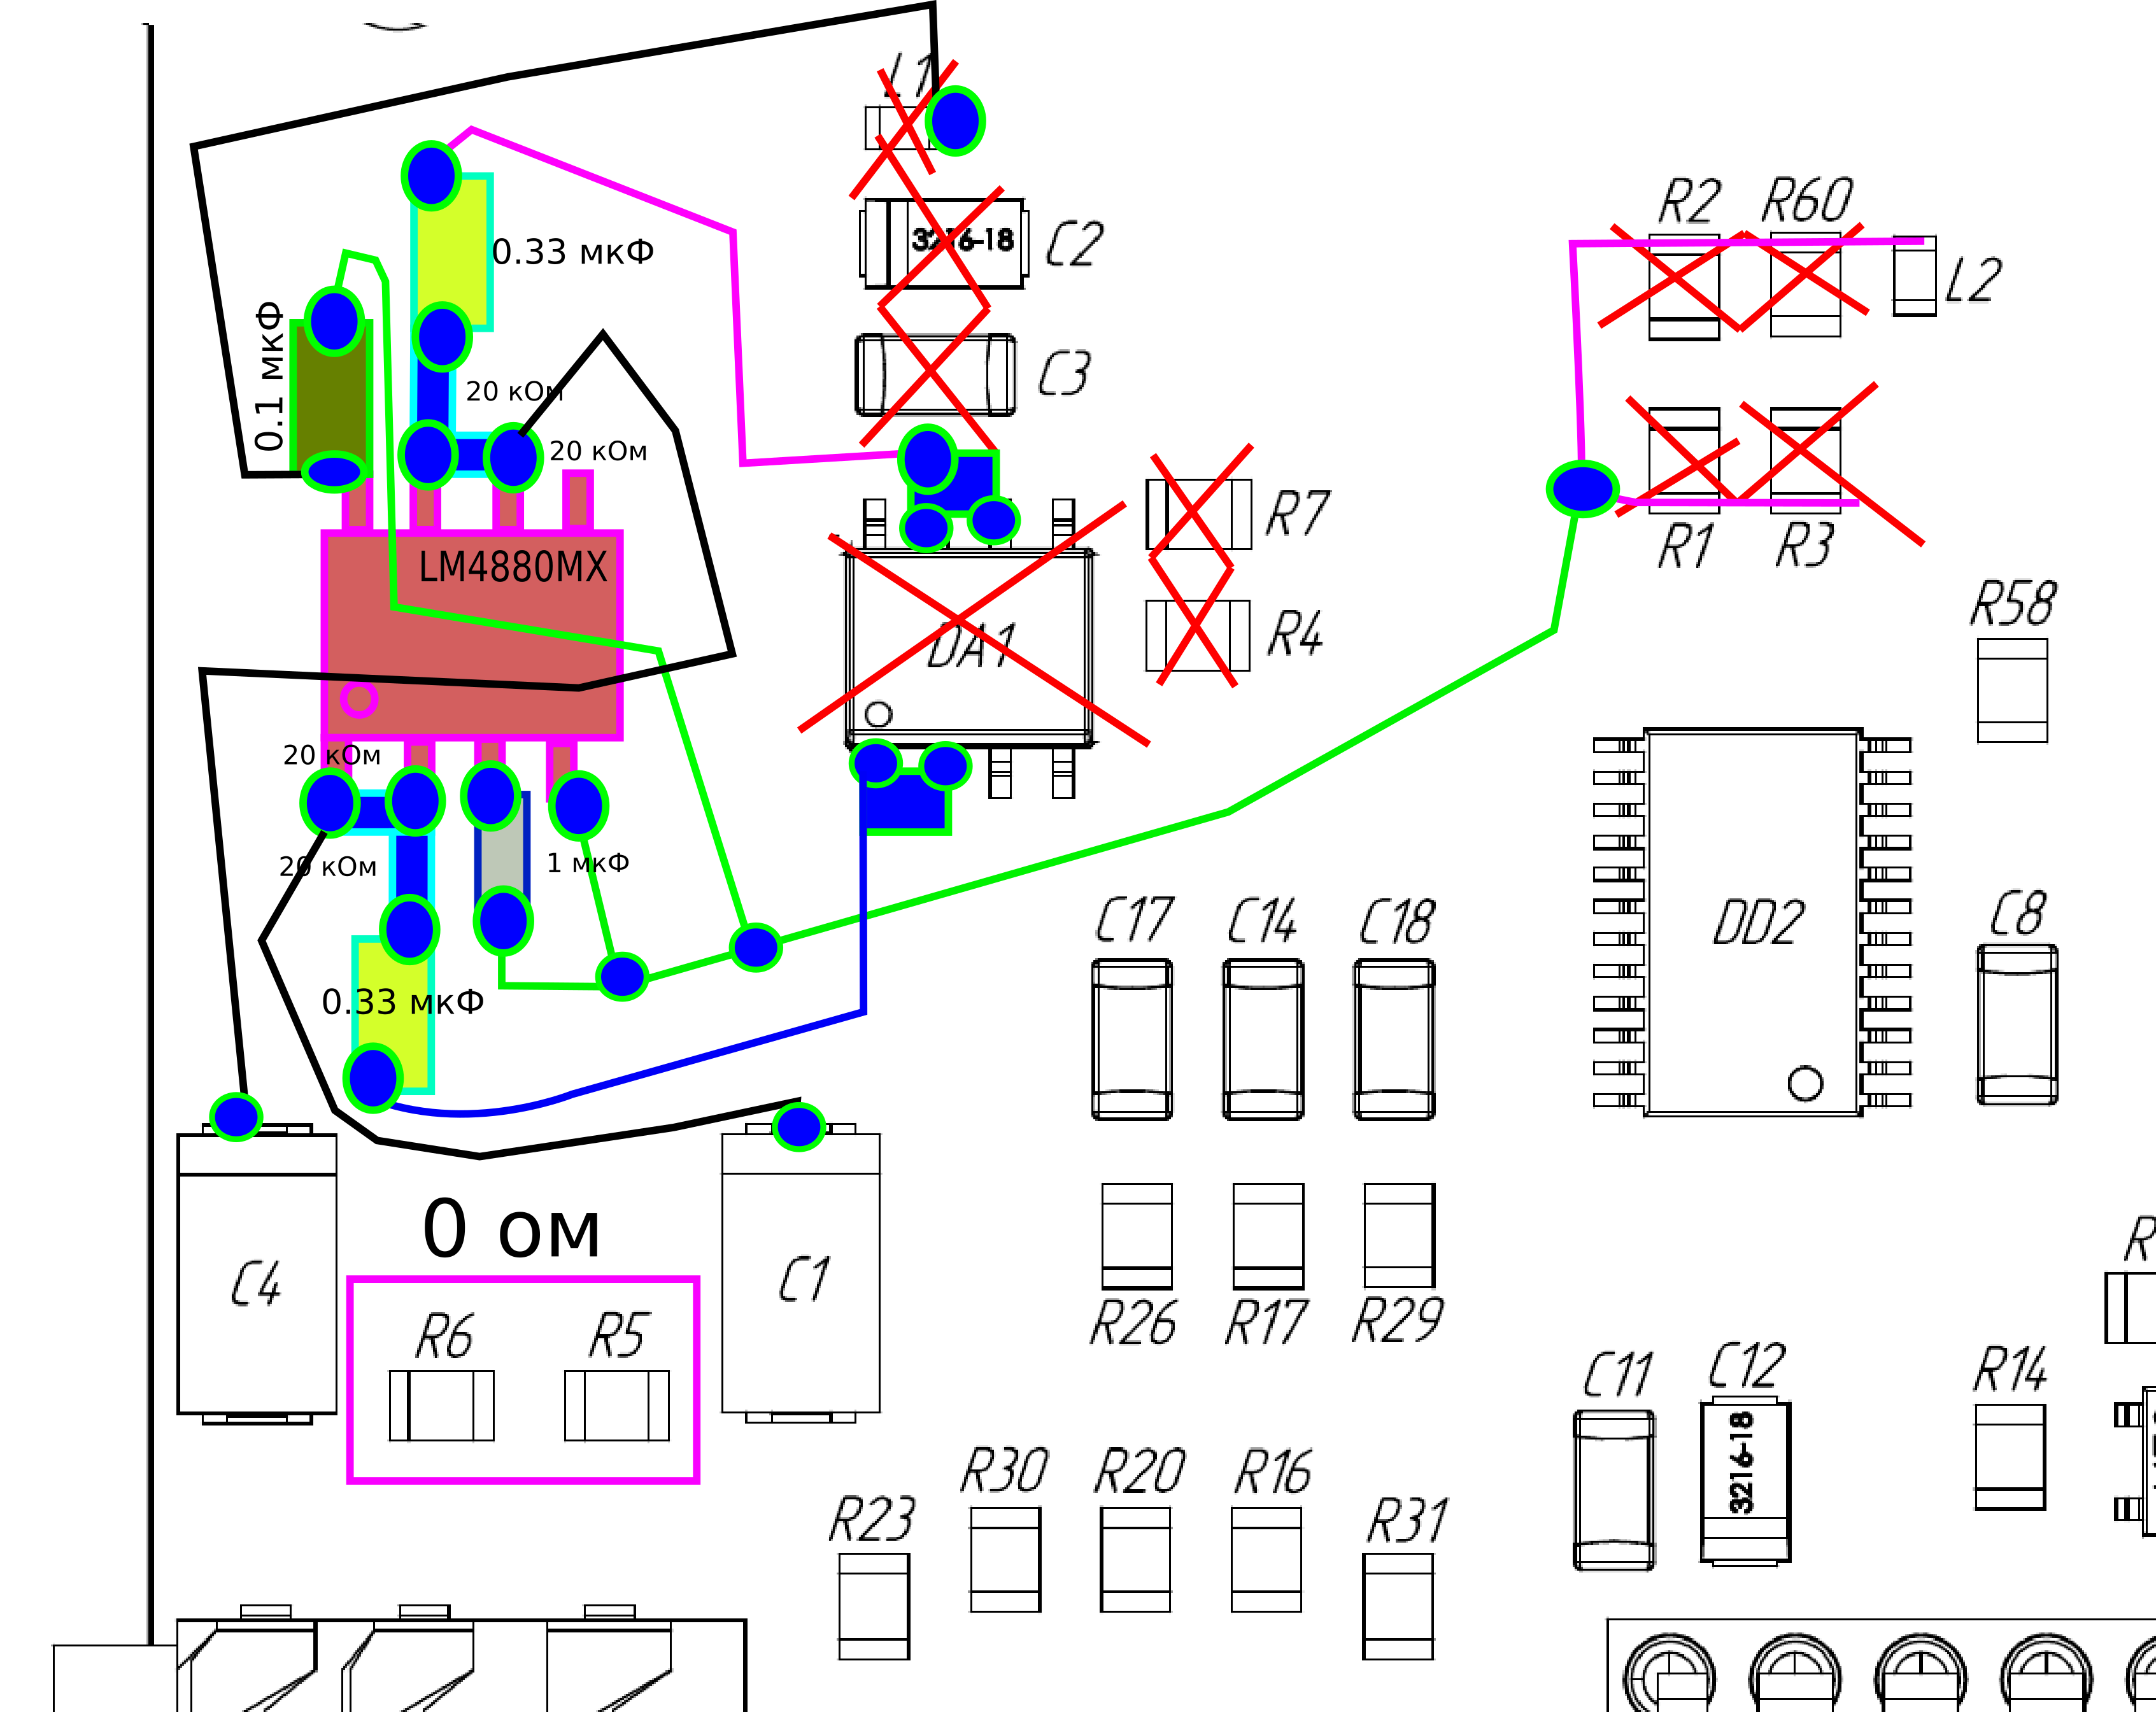 L1
R2
R60
0.33 мкФ
3216-18
C2
L2
0.1 мкФ
20 кОм
C3
20 кОм
R7
R1
R3
LM4880MX
R58
DA1
R4
20 кОм
20 кОм
1 мкФ
C17
C14
C18
DD2
C8
0.33 мкФ
0 ом
C4
C1
R6
R5
R26
R17
R29
R
C11
C12
R14
3216-18
R30
R20
R16
R23
R31